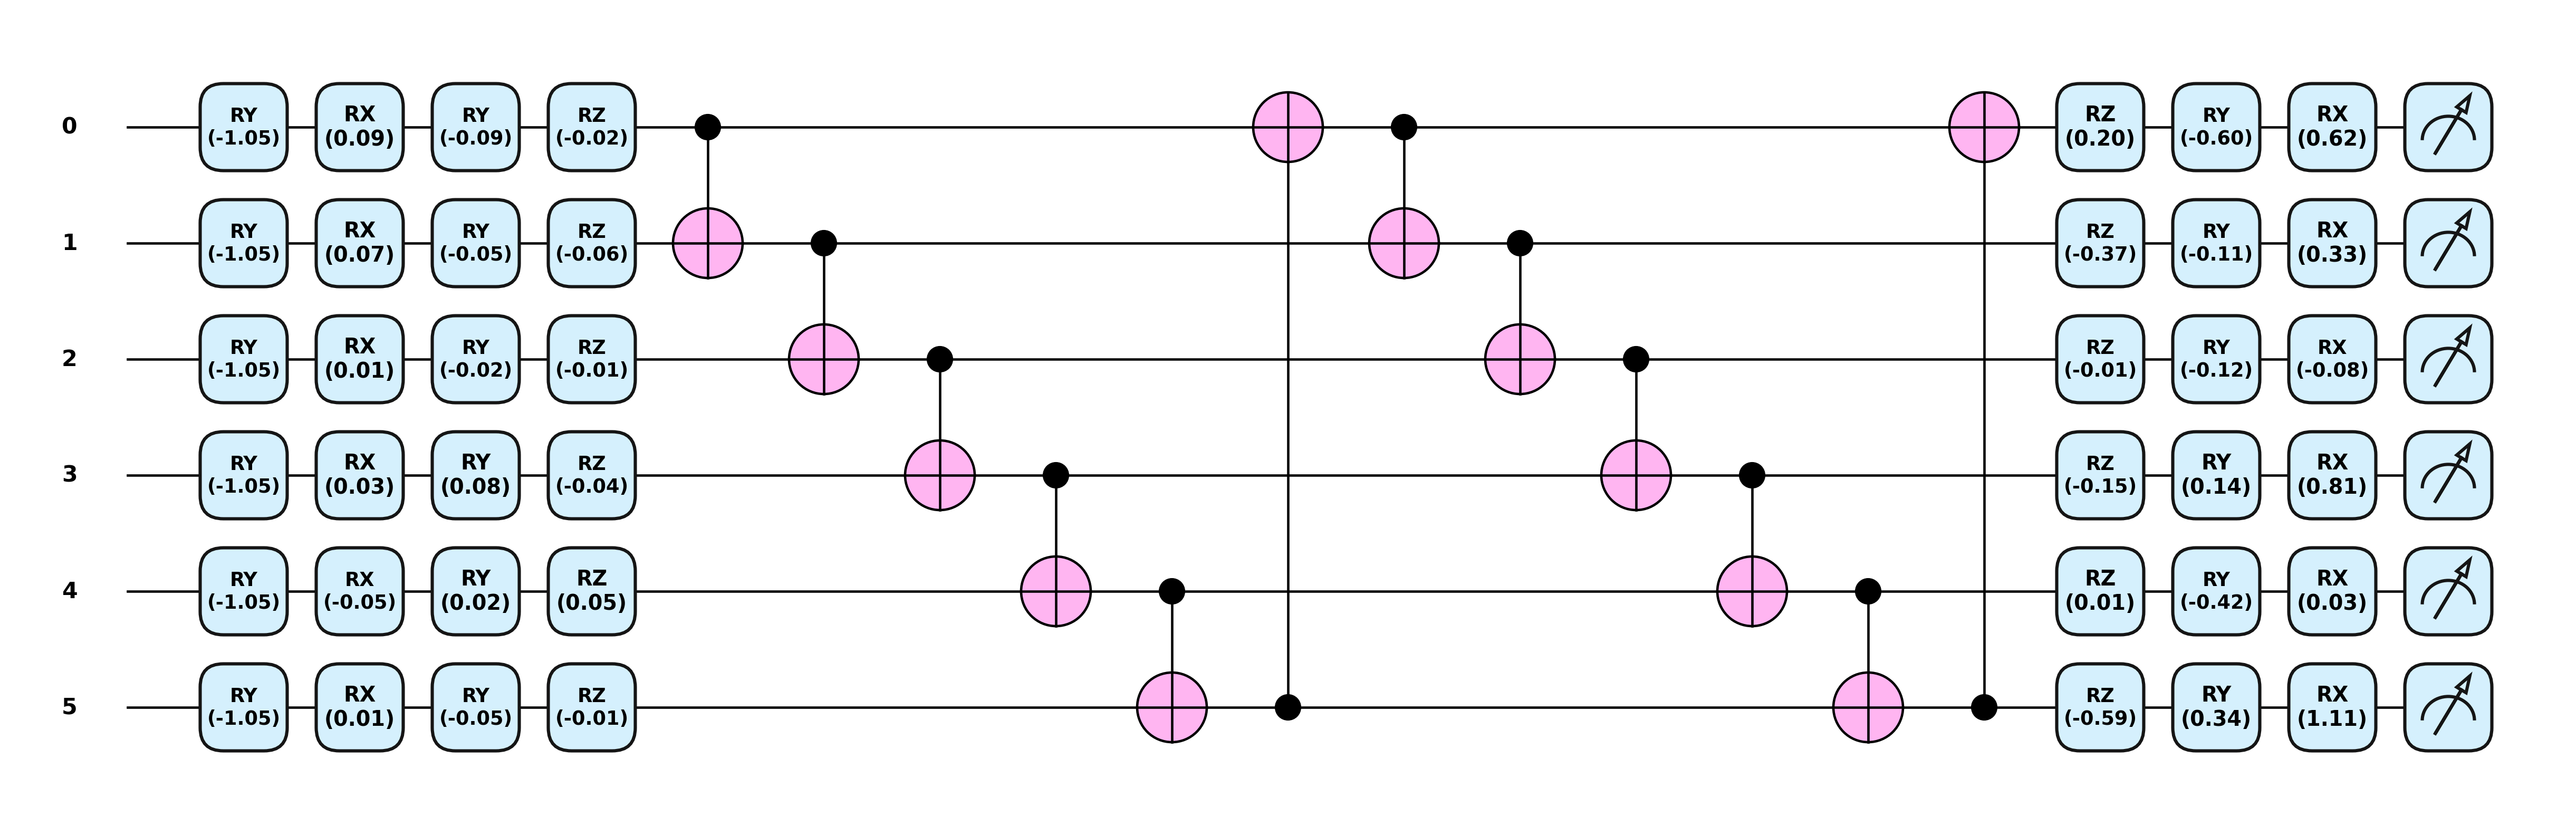 0 RY RX RY RZ RZ RY RX
(-1.05) (0.09) (-0.09) (-0.02) (0.20) (-0.60) (0.62)
1 RY RX RY RZ RZ RY RX
(-1.05) (0.07) (-0.05) (-0.06) (-0.37) (-0.11) (0.33)
2 RY RX RY RZ RZ RY RX
(-1.05) (0.01) (-0.02) (-0.01) (-0.01) (-0.12) (-0.08)
3 RY RX RY RZ RZ RY RX
(-1.05) (0.03) (0.08) (-0.04) (-0.15) (0.14) (0.81)
4 RY RX RY RZ RZ RY RX
(-1.05) (-0.05) (0.02) (0.05) (0.01) (-0.42) (0.03)
5 RY RX RY RZ RZ RY RX
(-1.05) (0.01) (-0.05) (-0.01) (-0.59) (0.34) (1.11)